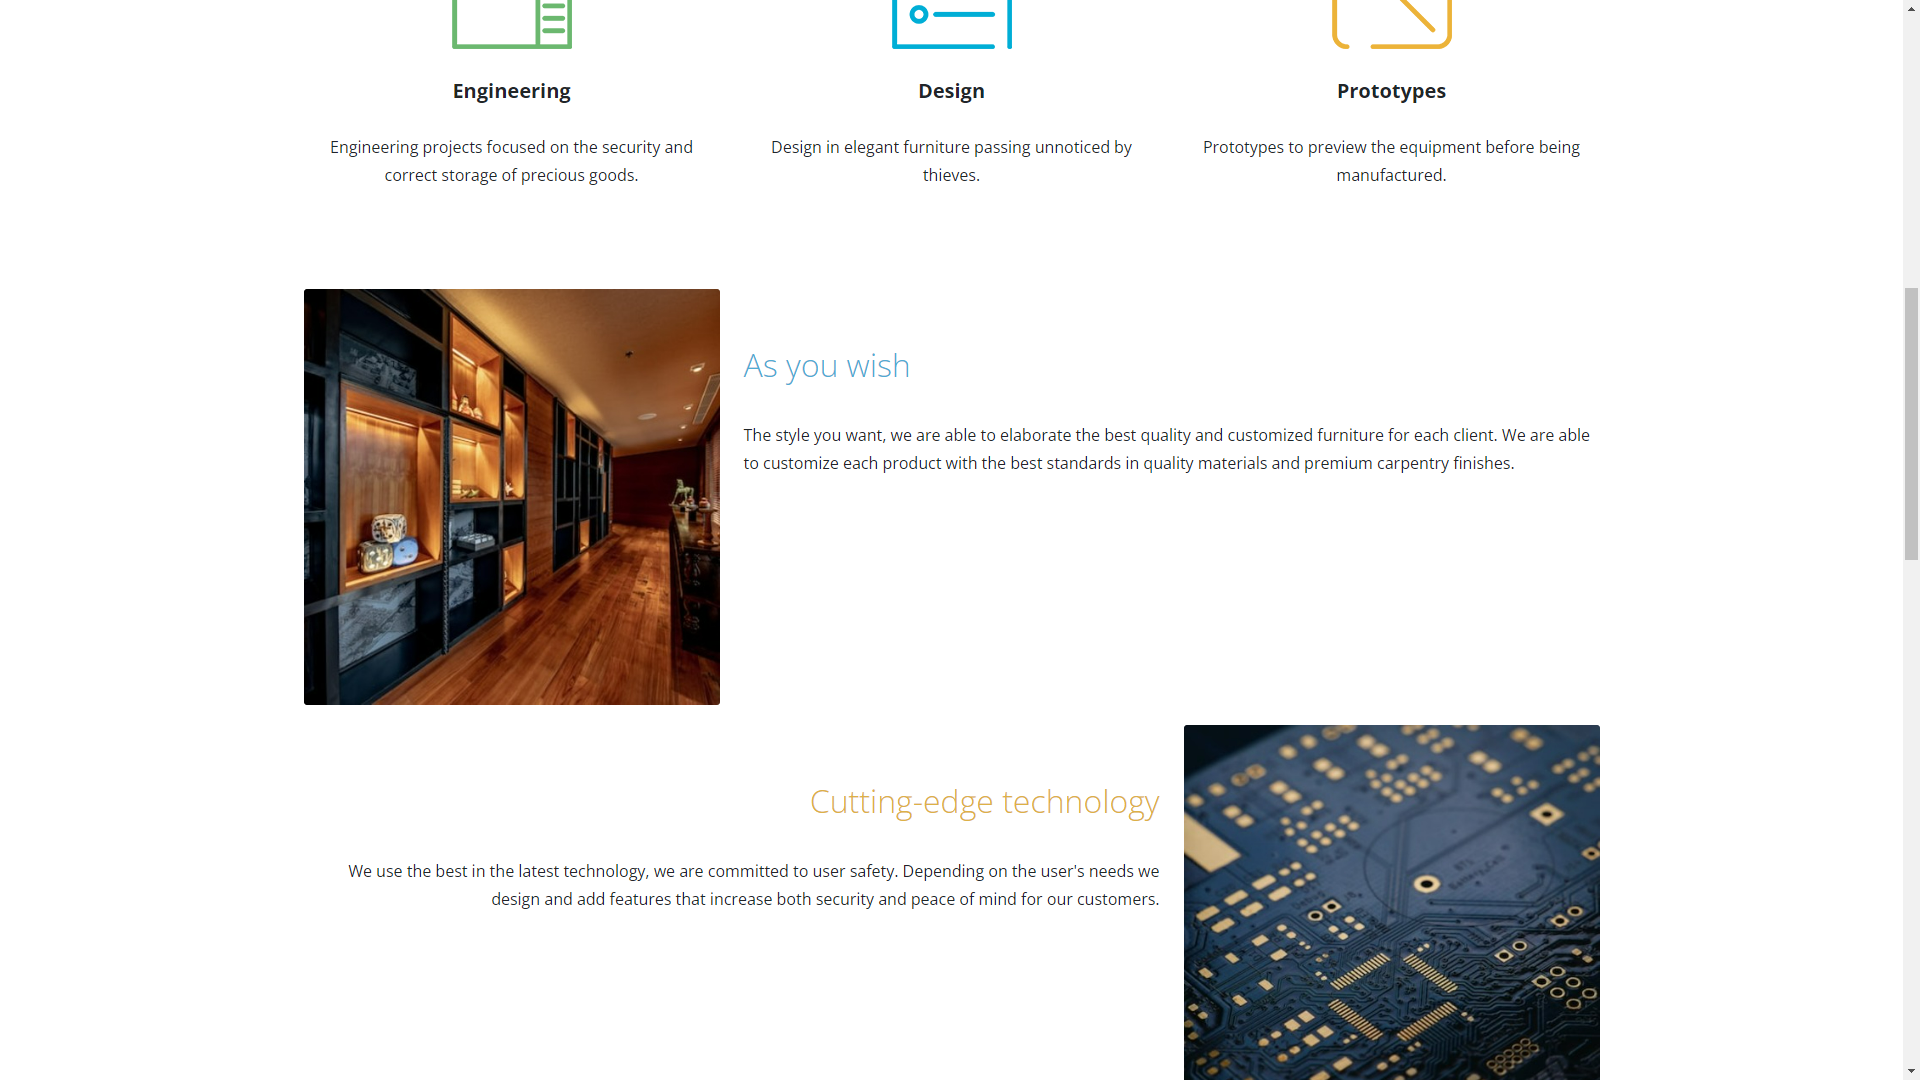 Engineering
Design
Prototypes
Engineering projects focused on the security and
correct storage of precious goods.
Design in elegant furniture passing unnoticed by
thieves.
Prototypes to preview the equipment before being
manufactured.
As you wish
The style you want, we are able to elaborate the best quality and customized furniture for each client. We are able
to customize each product with the best standards in quality materials and premium carpentry finishes.
Cutting-edge technology
We use the best in the latest technology, we are committed to user safety. Depending on the user's needs we
design and add features that increase both security and peace of mind for our customers.